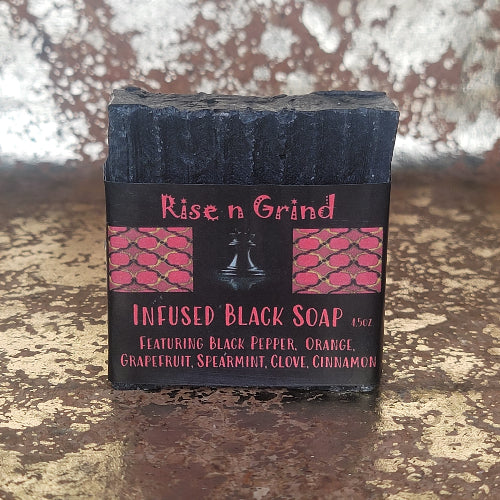 Rise n Grind
Infused Black Soap 4.5oz
Featuring Black Pepper, Orange,
Grapefruit, Spearmint, Clove, Cinnamon